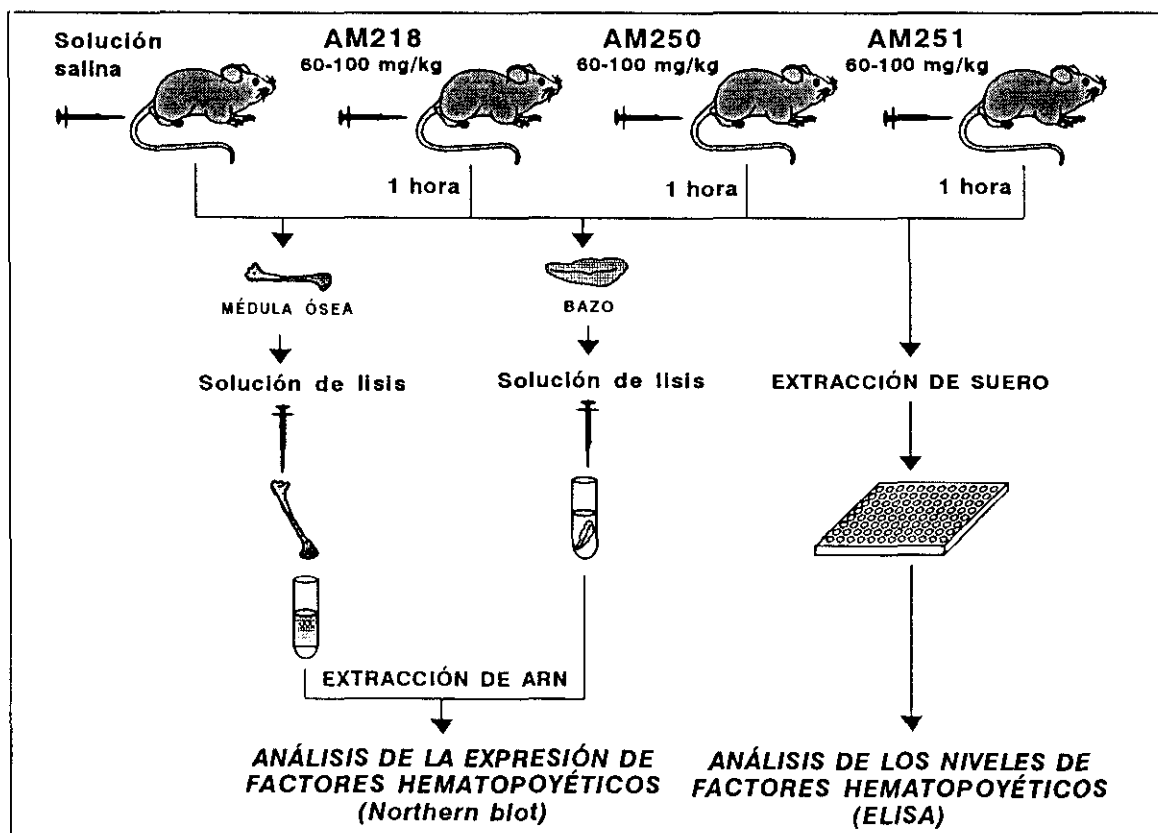 Solución
salina
AM218
60-100 mg/kg
AM250
60-100 mg/kg
AM251
60-100 mg/kg
1 hora
1 hora
1 hora
MÉDULA ÓSEA
BAZO
Solución de lisis
Solución de lisis
EXTRACCIÓN DE SUERO
EXTRACCIÓN DE ARN
ANÁLISIS DE LA EXPRESIÓN DE
FACTORES HEMATOPOYÉTICOS
(Northern blot)
ANÁLISIS DE LOS NIVELES DE
FACTORES HEMATOPOYÉTICOS
(ELISA)